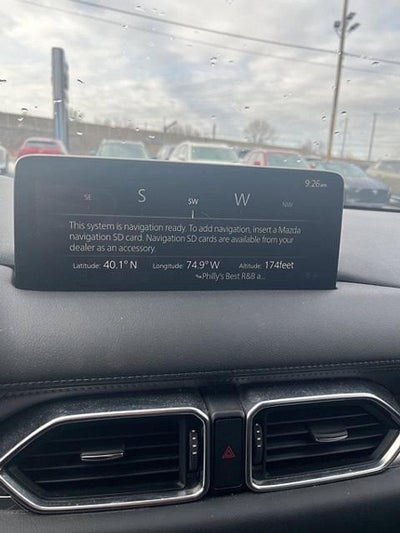 9:26am
SE S SW W NW
This system is navigation ready. To add navigation, insert a Mazda
navigation SD card. Navigation SD cards are available from your
dealer as an accessory.
Latitude: 40.1° N Longitude: 74.9° W Altitude: 174feet
Philly's Best R&B a...